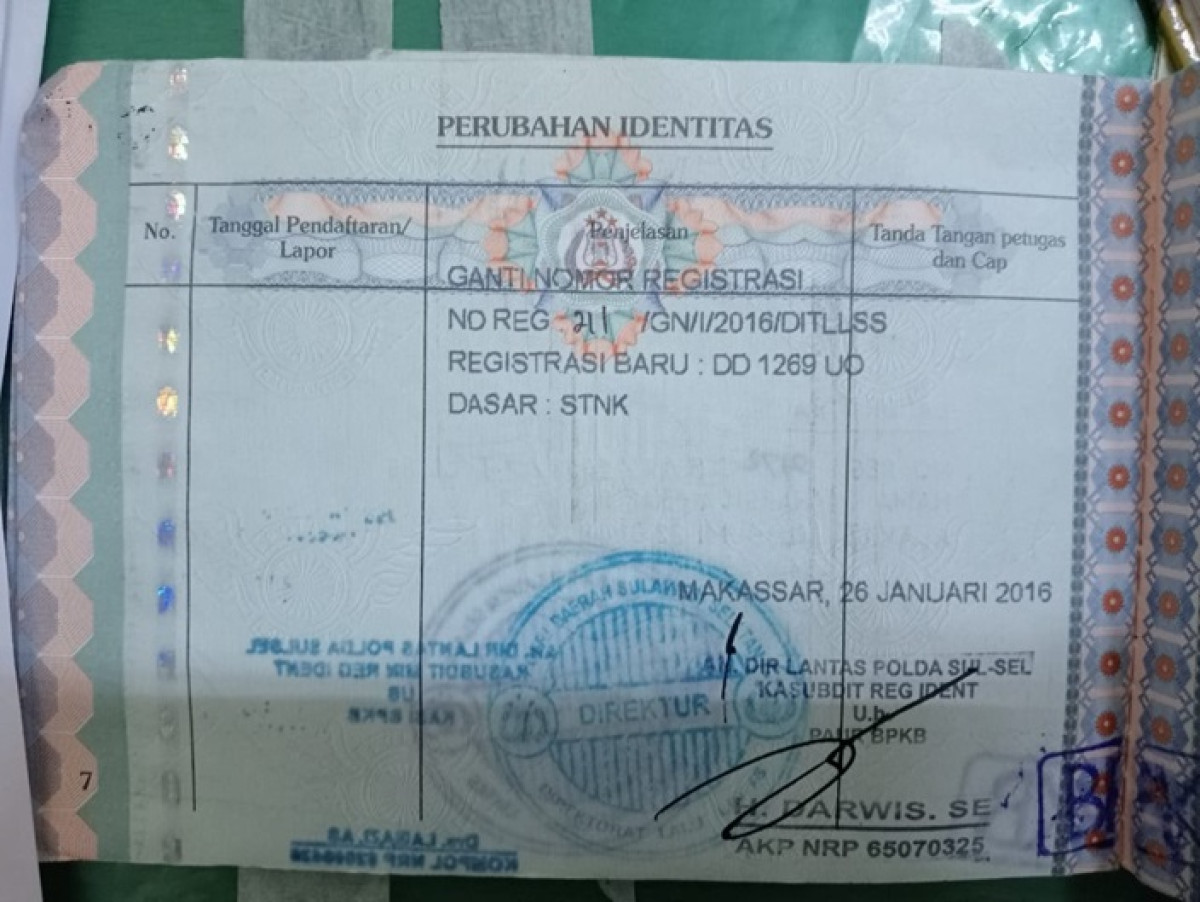 PERUBAHAN IDENTITAS
No.
Tanggal Pendaftaran/
Lapor
Penjelasan
Tanda Tangan petugas
dan Cap
GANTI NOMOR REGISTRASI
NO REG : 211 /GN/I/2016/DITLLSS
REGISTRASI BARU : DD 1269 UO
DASAR : STNK
MAKASSAR, 26 JANUARI 2016
AN. DIR LANTAS POLDA SUL-SEL
KASUBDIT REG IDENT
U.b.
PAUR BPKB
DIREKTUR
H. DARWIS. SE
AKP NRP 65070325
7